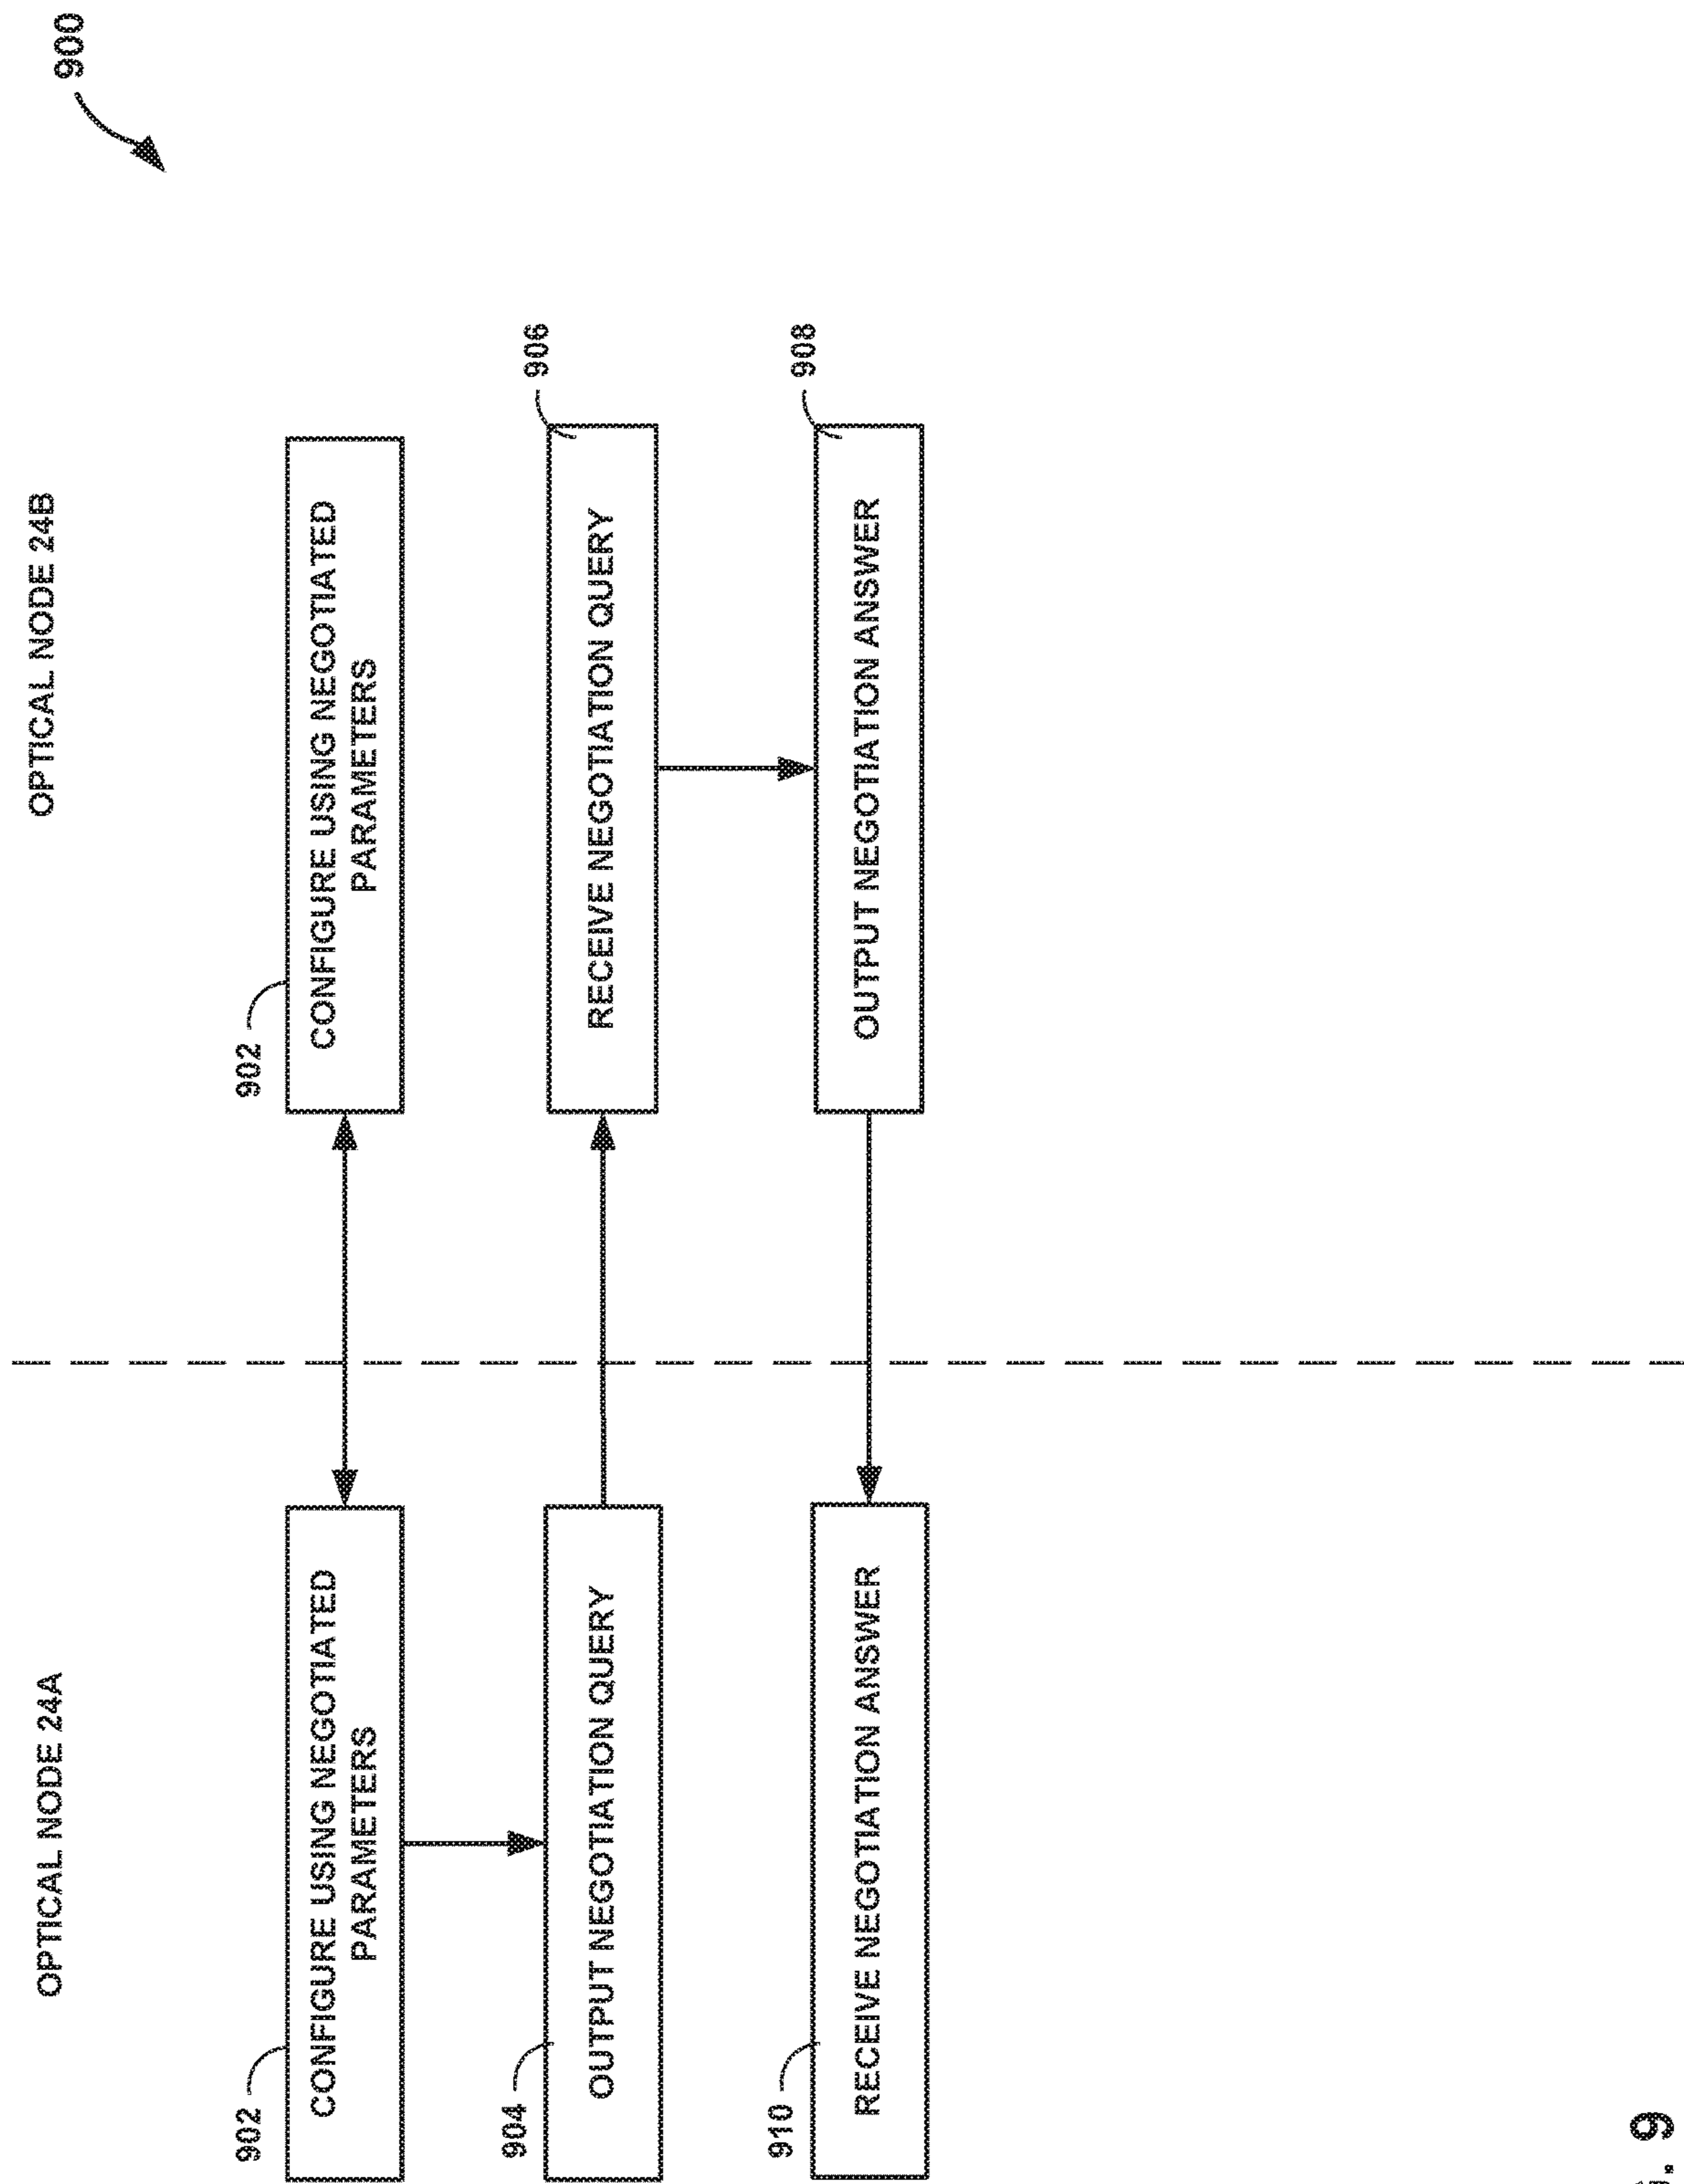 900
OPTICAL NODE 24A
OPTICAL NODE 24B
902
CONFIGURE USING NEGOTIATED
PARAMETERS
902
CONFIGURE USING NEGOTIATED
PARAMETERS
904
OUTPUT NEGOTIATION QUERY
RECEIVE NEGOTIATION QUERY
906
910
RECEIVE NEGOTIATION ANSWER
OUTPUT NEGOTIATION ANSWER
908
9